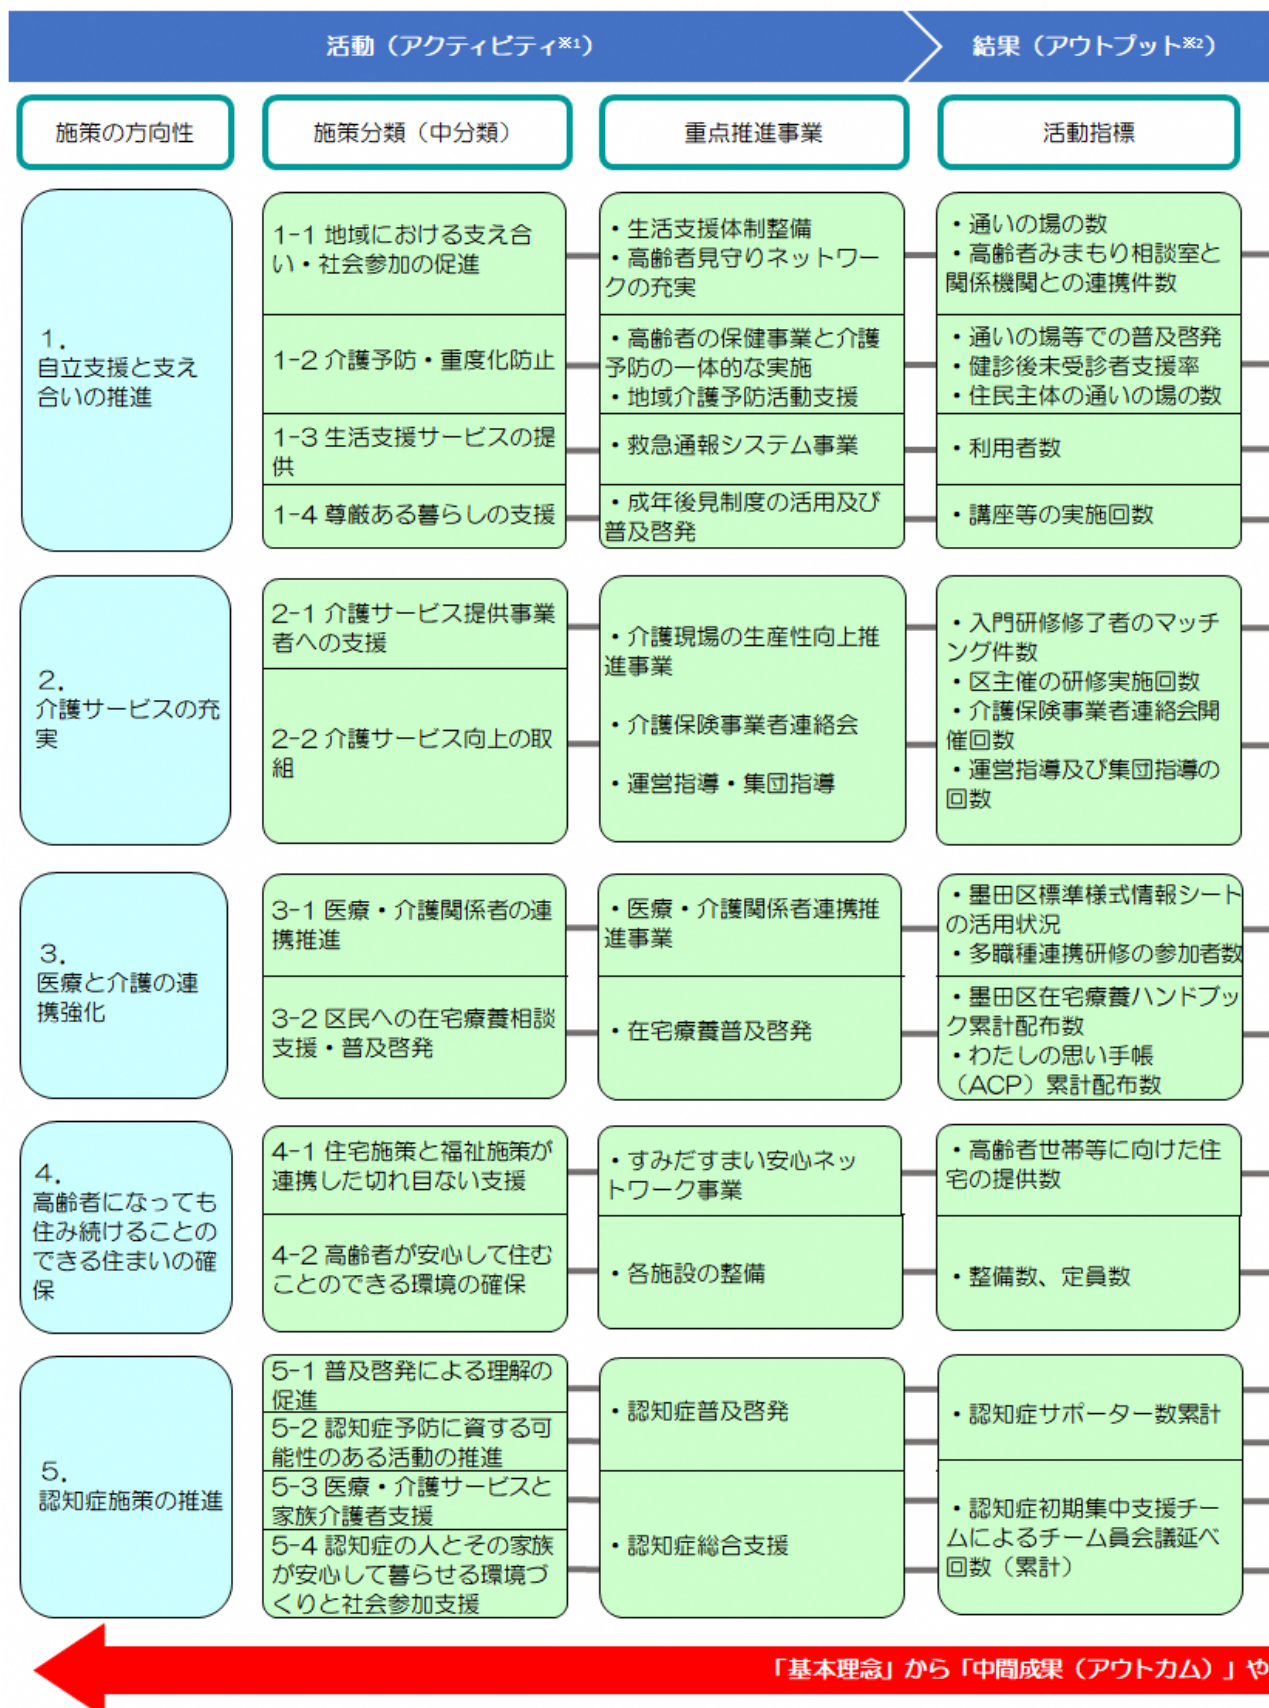 活動（アクティビティ※1）
結果（アウトプット※2）
施策の方向性
施策分類（中分類）
重点推進事業
活動指標
1．
自立支援と支え
合いの推進
1-1 地域における支え合
い・社会参加の促進
・生活支援体制整備
・高齢者見守りネットワー
クの充実
・通いの場の数
・高齢者みまもり相談室と
関係機関との連携件数
1-2 介護予防・重度化防止
・高齢者の保健事業と介護
予防の一体的な実施
・地域介護予防活動支援
・通いの場等での普及啓発
・健診後未受診者支援率
・住民主体の通いの場の数
1-3 生活支援サービスの提
供
・救急通報システム事業
・利用者数
1-4 尊厳ある暮らしの支援
・成年後見制度の活用及び
普及啓発
・講座等の実施回数
2．
介護サービスの充
実
2-1 介護サービス提供事業
者への支援
2-2 介護サービス向上の取
組
・介護現場の生産性向上推
進事業
・介護保険事業者連絡会
・運営指導・集団指導
・入門研修修了者のマッチ
ング件数
・区主催の研修実施回数
・介護保険事業者連絡会開
催回数
・運営指導及び集団指導の
回数
3．
医療と介護の連
携強化
3-1 医療・介護関係者の連
携推進
・医療・介護関係者連携推
進事業
・墨田区標準様式情報シート
の活用状況
・多職種連携研修の参加者数
3-2 区民への在宅療養相談
支援・普及啓発
・在宅療養普及啓発
・墨田区在宅療養ハンドブッ
ク累計配布数
・わたしの思い手帳
（ACP）累計配布数
4．
高齢者になっても
住み続けることの
できる住まいの確
保
4-1 住宅施策と福祉施策が
連携した切れ目ない支援
・すみだすまい安心ネッ
トワーク事業
・高齢者世帯等に向けた住
宅の提供数
4-2 高齢者が安心して住む
ことのできる環境の確保
・各施設の整備
・整備数、定員数
5．
認知症施策の推進
5-1 普及啓発による理解の
促進
5-2 認知症予防に資する可
能性のある活動の推進
5-3 医療・介護サービスと
家族介護者支援
5-4 認知症の人とその家族
が安心して暮らせる環境づ
くりと社会参加支援
・認知症普及啓発
・認知症総合支援
・認知症サポーター数累計
・認知症初期集中支援チー
ムによるチーム員会議延べ
回数（累計）
「基本理念」から「中間成果（アウトカム）」や